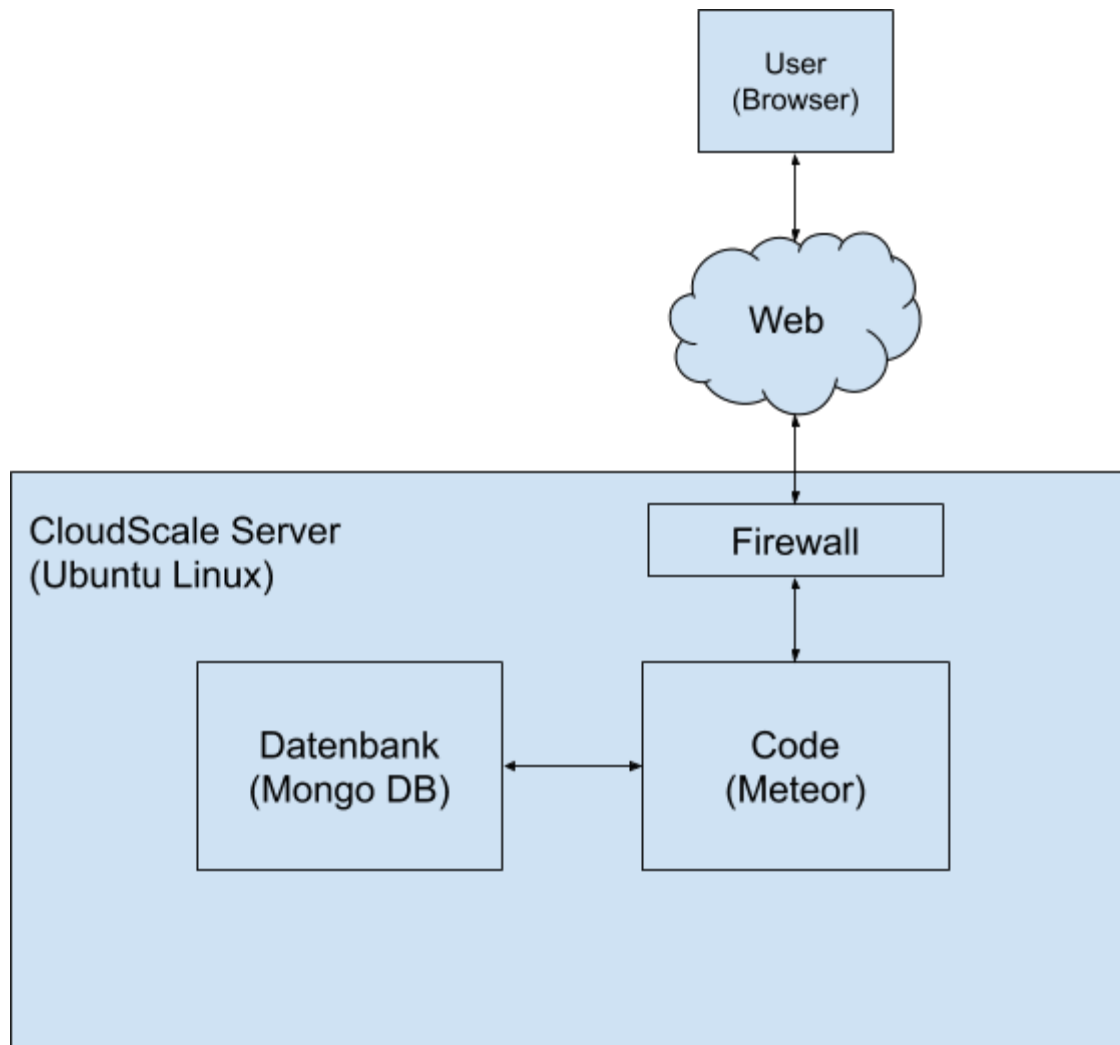 User
(Browser)
Web
CloudScale Server
(Ubuntu Linux)
Firewall
Datenbank
(Mongo DB)
Code
(Meteor)